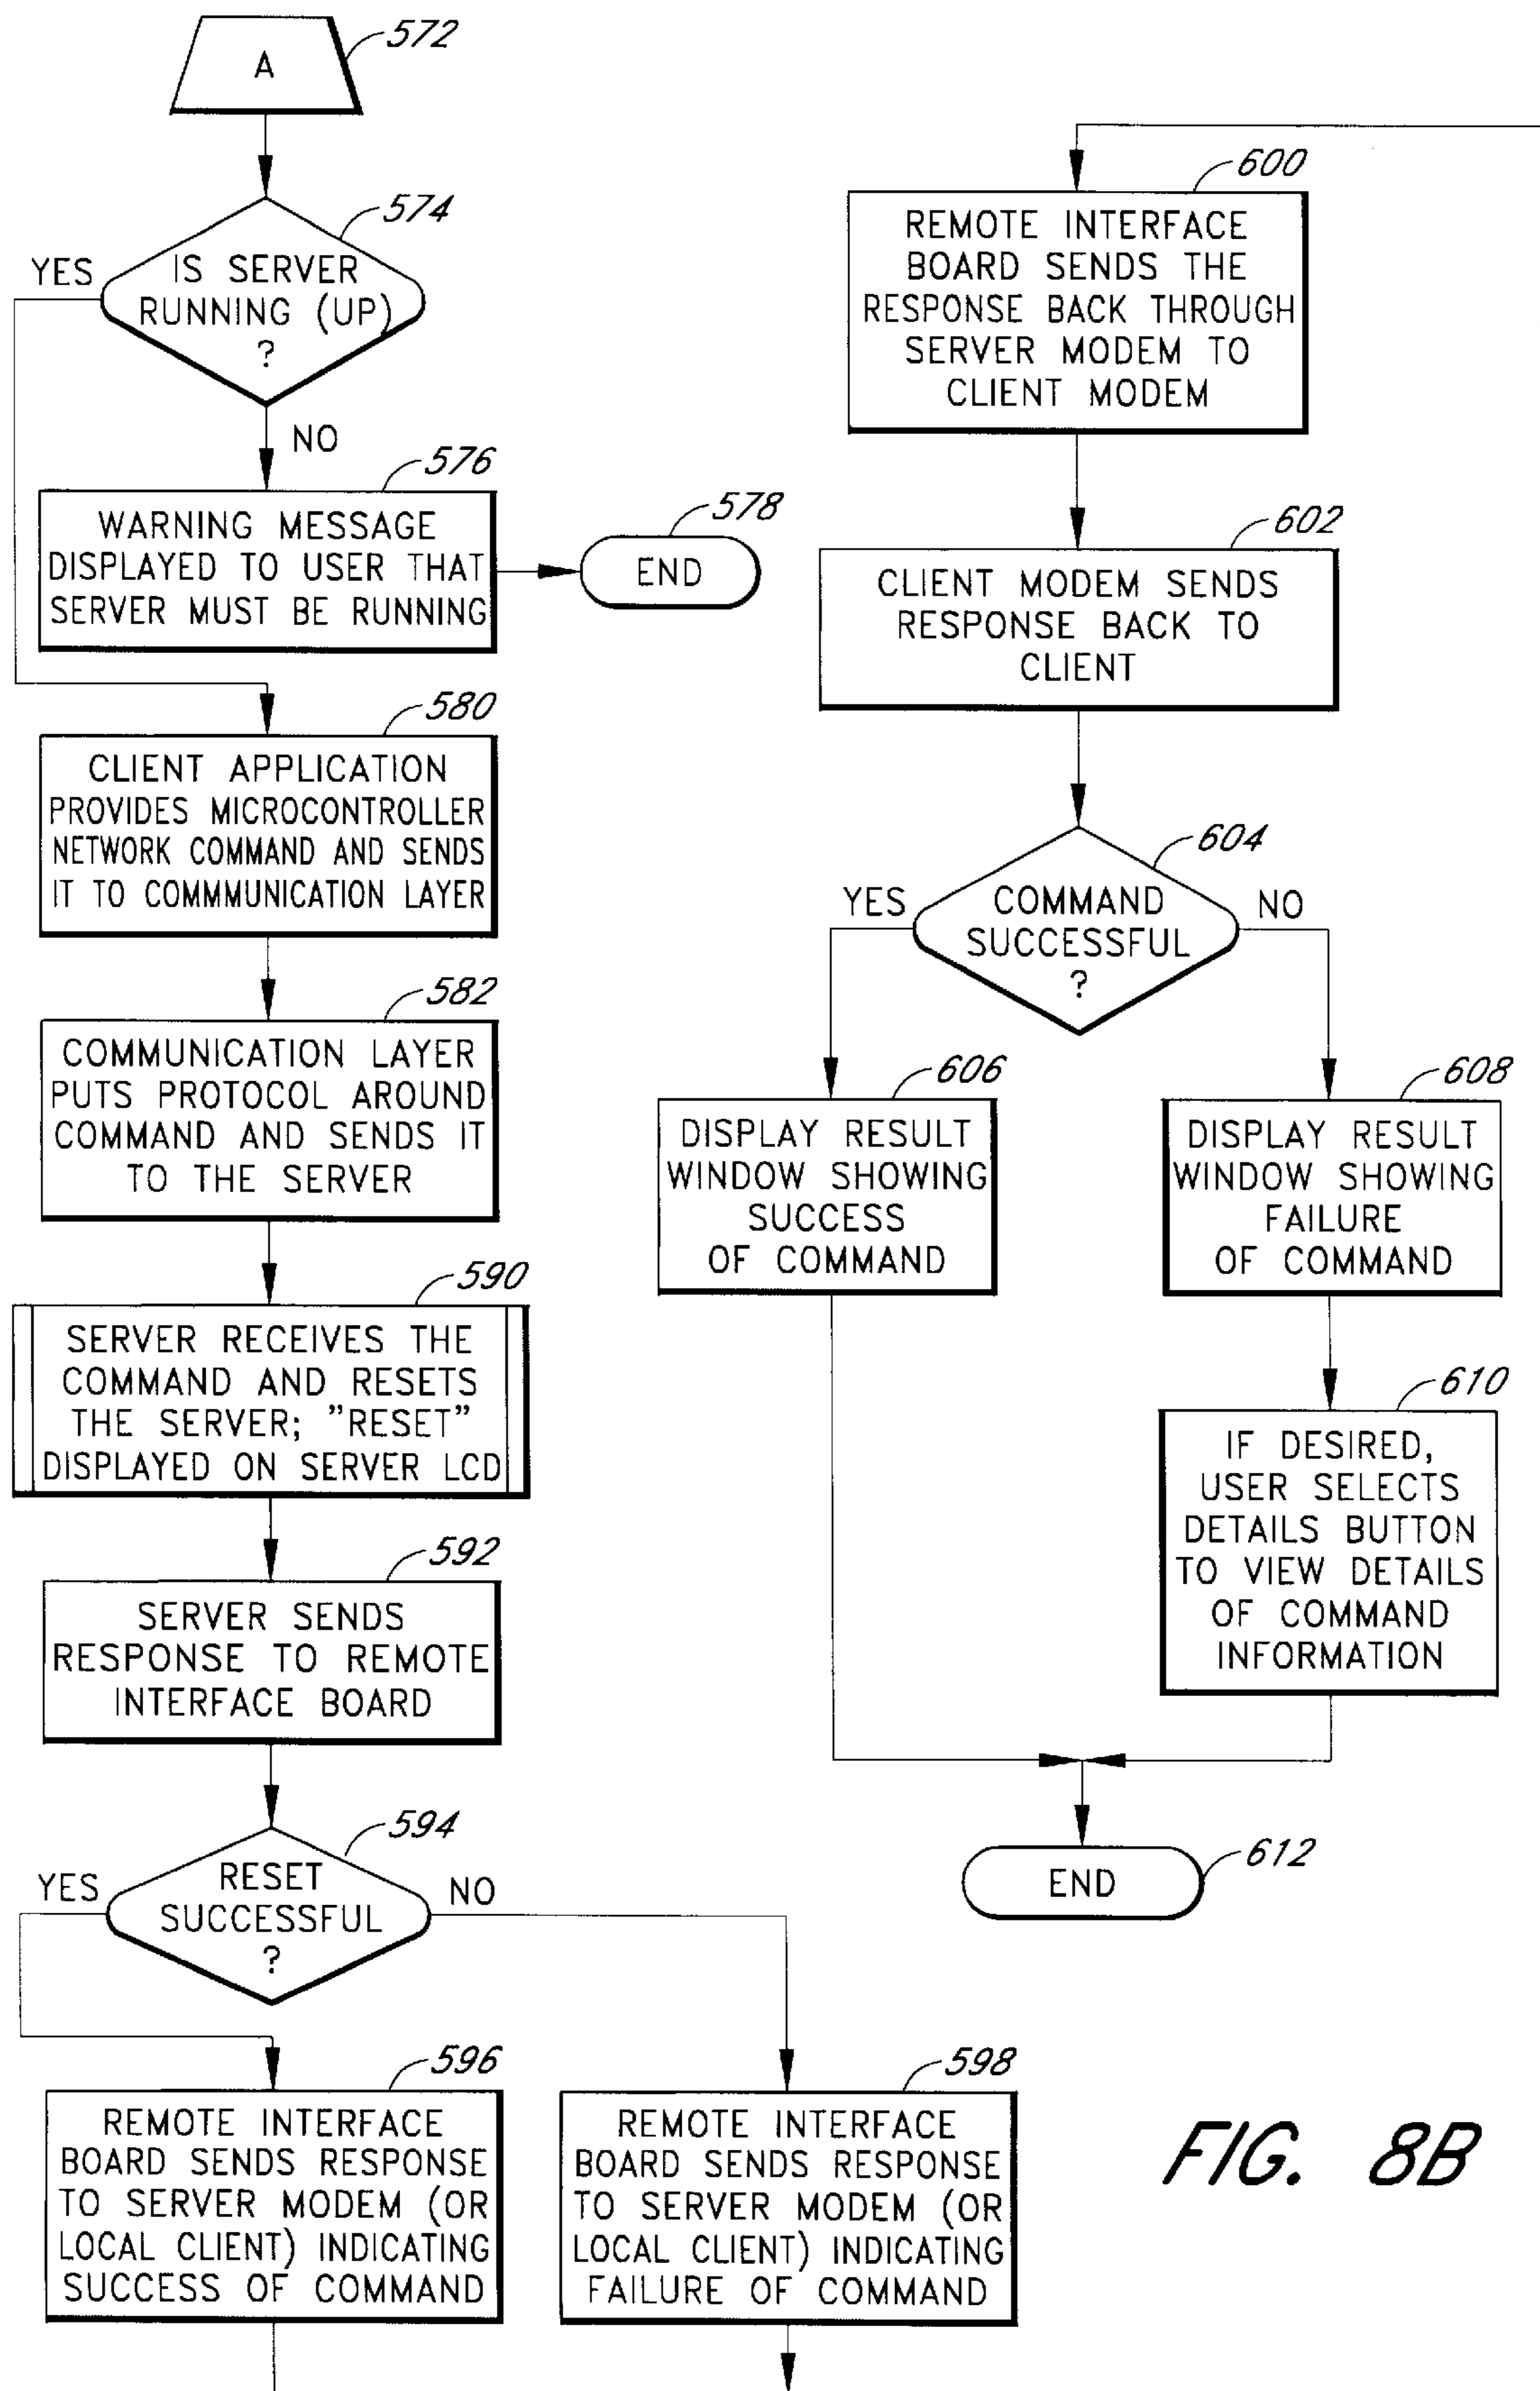 A
572
574
YES
IS SERVER
RUNNING (UP)
?
NO
576
WARNING MESSAGE
DISPLAYED TO USER THAT
SERVER MUST BE RUNNING
578
END
580
CLIENT APPLICATION
PROVIDES MICROCONTROLLER
NETWORK COMMAND AND SENDS
IT TO COMMMUNICATION LAYER
582
COMMUNICATION LAYER
PUTS PROTOCOL AROUND
COMMAND AND SENDS IT
TO THE SERVER
590
SERVER RECEIVES THE
COMMAND AND RESETS
THE SERVER; "RESET"
DISPLAYED ON SERVER LCD
592
SERVER SENDS
RESPONSE TO REMOTE
INTERFACE BOARD
594
YES
RESET
SUCCESSFUL
?
NO
596
REMOTE INTERFACE
BOARD SENDS RESPONSE
TO SERVER MODEM (OR
LOCAL CLIENT) INDICATING
SUCCESS OF COMMAND
598
REMOTE INTERFACE
BOARD SENDS RESPONSE
TO SERVER MODEM (OR
LOCAL CLIENT) INDICATING
FAILURE OF COMMAND
600
REMOTE INTERFACE
BOARD SENDS THE
RESPONSE BACK THROUGH
SERVER MODEM TO
CLIENT MODEM
602
CLIENT MODEM SENDS
RESPONSE BACK TO
CLIENT
604
YES
COMMAND
SUCCESSFUL
?
NO
606
DISPLAY RESULT
WINDOW SHOWING
SUCCESS
OF COMMAND
608
DISPLAY RESULT
WINDOW SHOWING
FAILURE
OF COMMAND
610
IF DESIRED,
USER SELECTS
DETAILS BUTTON
TO VIEW DETAILS
OF COMMAND
INFORMATION
END
612
FIG. 8B